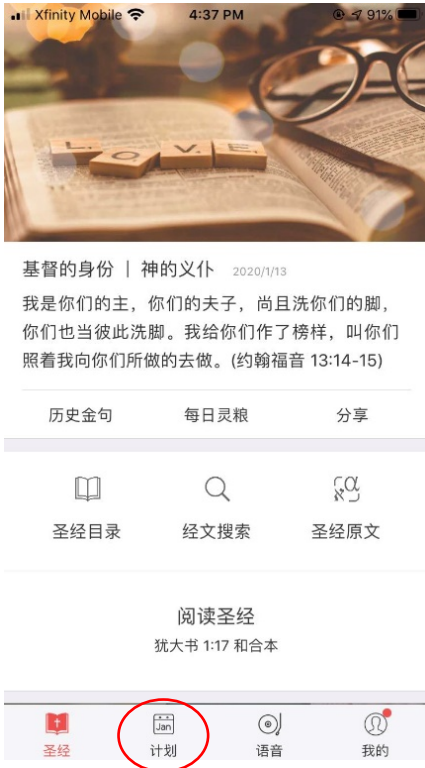 Xfinity Mobile 4:37 PM 91%
LOVE
基督的身份 | 神的义仆 2020/1/13
我是你们的主，你们的夫子，尚且洗你们的脚，
你们也当彼此洗脚。我给你们作了榜样，叫你们
照着我向你们所做的去做。(约翰福音 13:14-15)
历史金句 每日灵粮 分享
圣经目录 经文搜索 圣经原文
阅读圣经
犹大书 1:17 和合本
Jan
圣经 计划 语音 我的